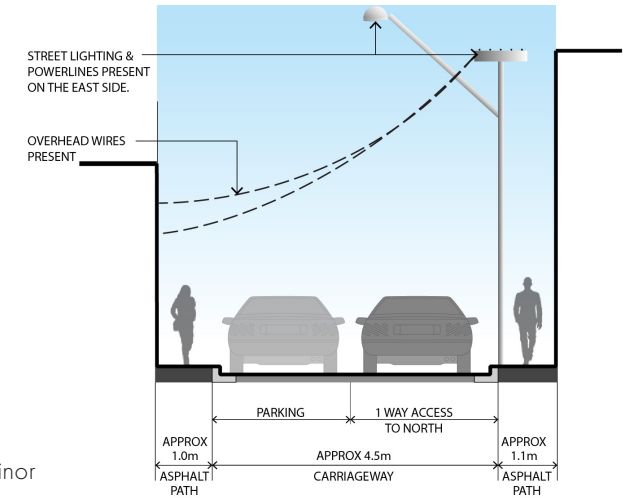 STREET LIGHTING &
POWERLINES PRESENT
ON THE EAST SIDE.
OVERHEAD WIRES
PRESENT
PARKING
1 WAY ACCESS
TO NORTH
APPROX
1.0m
ASPHALT
PATH
APPROX 4.5m
CARRIAGEWAY
APPROX
1.1m
ASPHALT
PATH
inor